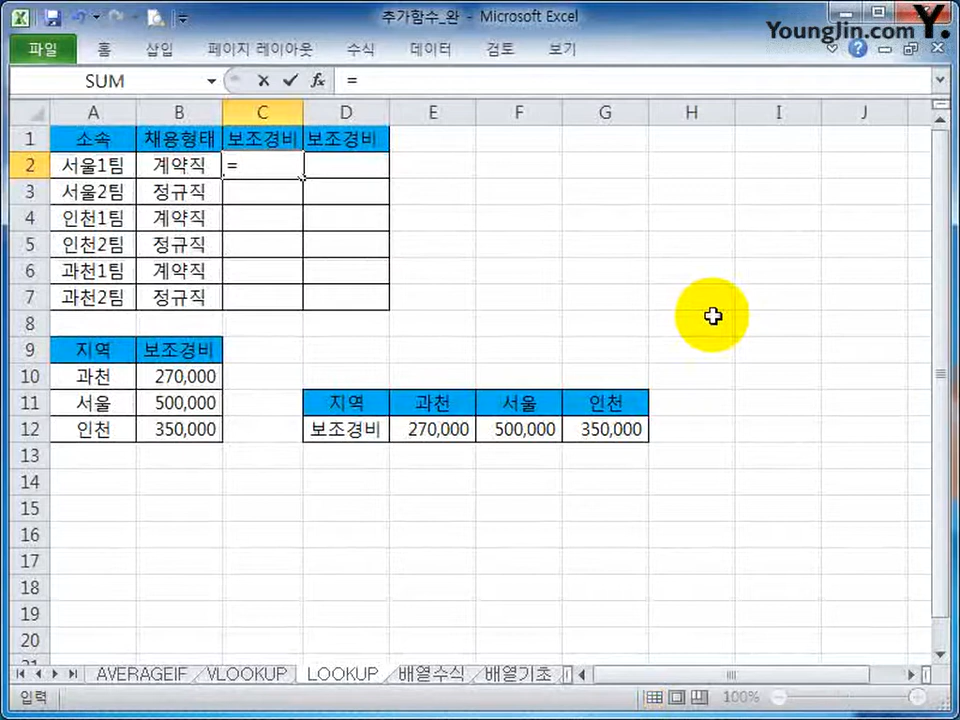 추가함수_완 - Microsoft Excel
YoungJin.com Y.
파일 홈 삽입 페이지 레이아웃 수식 데이터 검토 보기
SUM fx =
A B C D E F G H I J
1 소속 채용형태 보조경비 보조경비
2 서울1팀 계약직 =
3 서울2팀 정규직
4 인천1팀 계약직
5 인천2팀 정규직
6 과천1팀 계약직
7 과천2팀 정규직
8
9 지역 보조경비
10 과천 270,000
11 서울 500,000 지역 과천 서울 인천
12 인천 350,000 보조경비 270,000 500,000 350,000
13
14
15
16
17
18
19
20
21
AVERAGEIF VLOOKUP LOOKUP 배열수식 배열기초
입력 100%